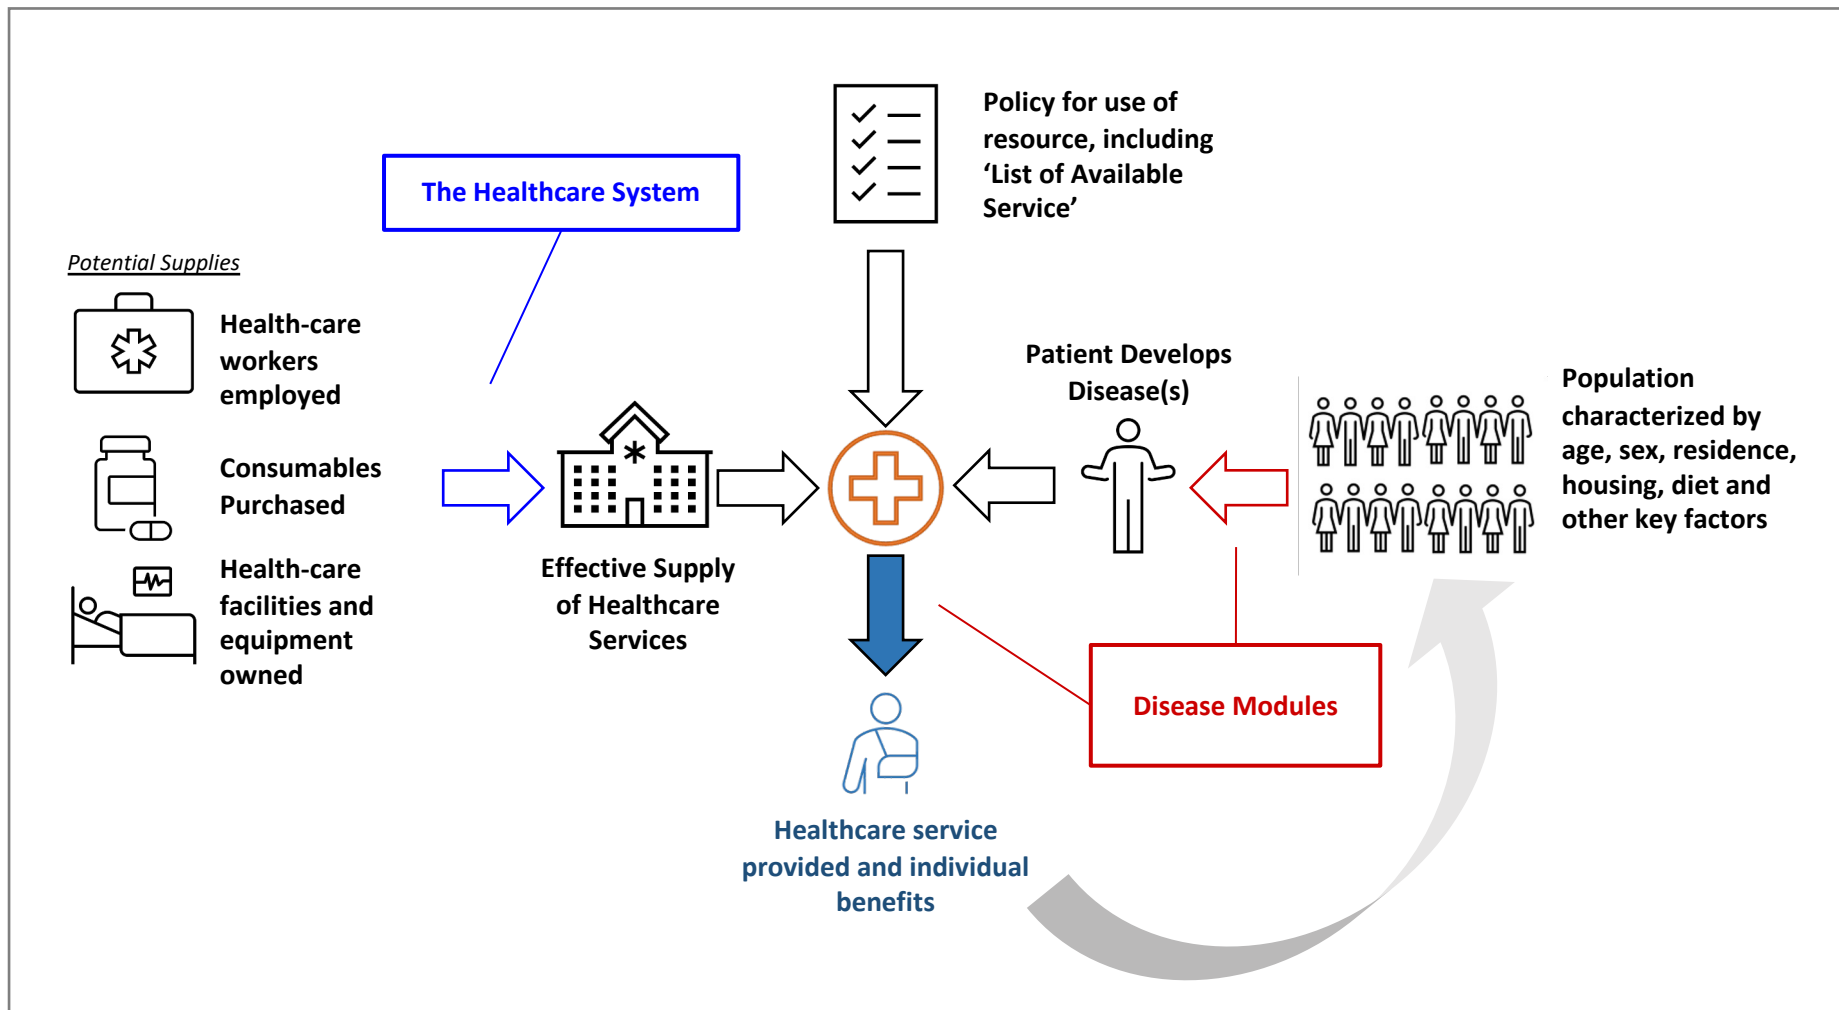 Policy for use of
resource, including
‘List of Available
Service’
The Healthcare System
Potential Supplies
Health-care
workers
employed
Consumables
Purchased
Health-care
facilities and
equipment
owned
Effective Supply
of Healthcare
Services
Patient Develops
Disease(s)
Population
characterized by
age, sex, residence,
housing, diet and
other key factors
Disease Modules
Healthcare service
provided and individual
benefits